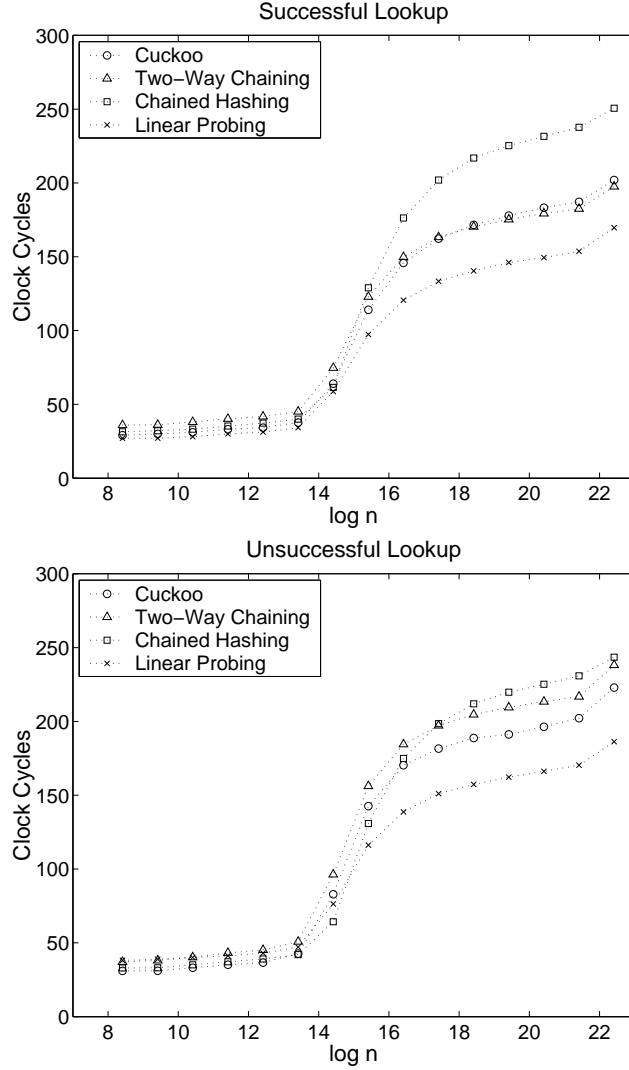 Successful Lookup
300
250
200
150
100
50
0
Clock Cycles
Cuckoo
Two−Way Chaining
Chained Hashing
Linear Probing
8 10 12 14 16 18 20 22
log n
Unsuccessful Lookup
300
250
200
150
100
50
0
Clock Cycles
Cuckoo
Two−Way Chaining
Chained Hashing
Linear Probing
8 10 12 14 16 18 20 22
log n